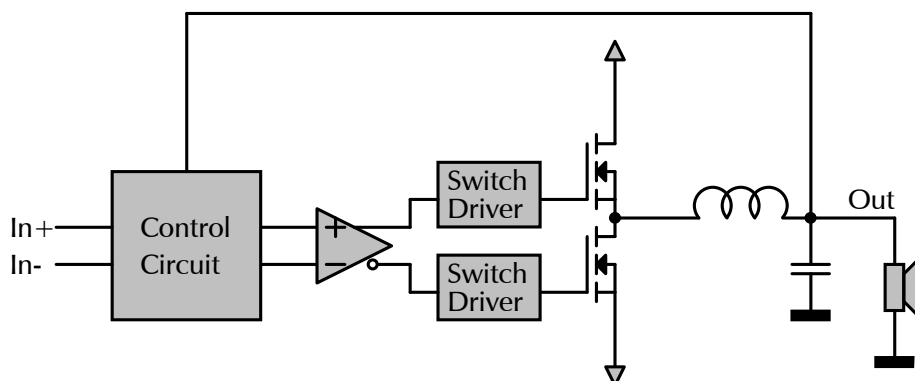 Switch
Driver
In+
In-
Control
Circuit
+
−
Switch
Driver
Out